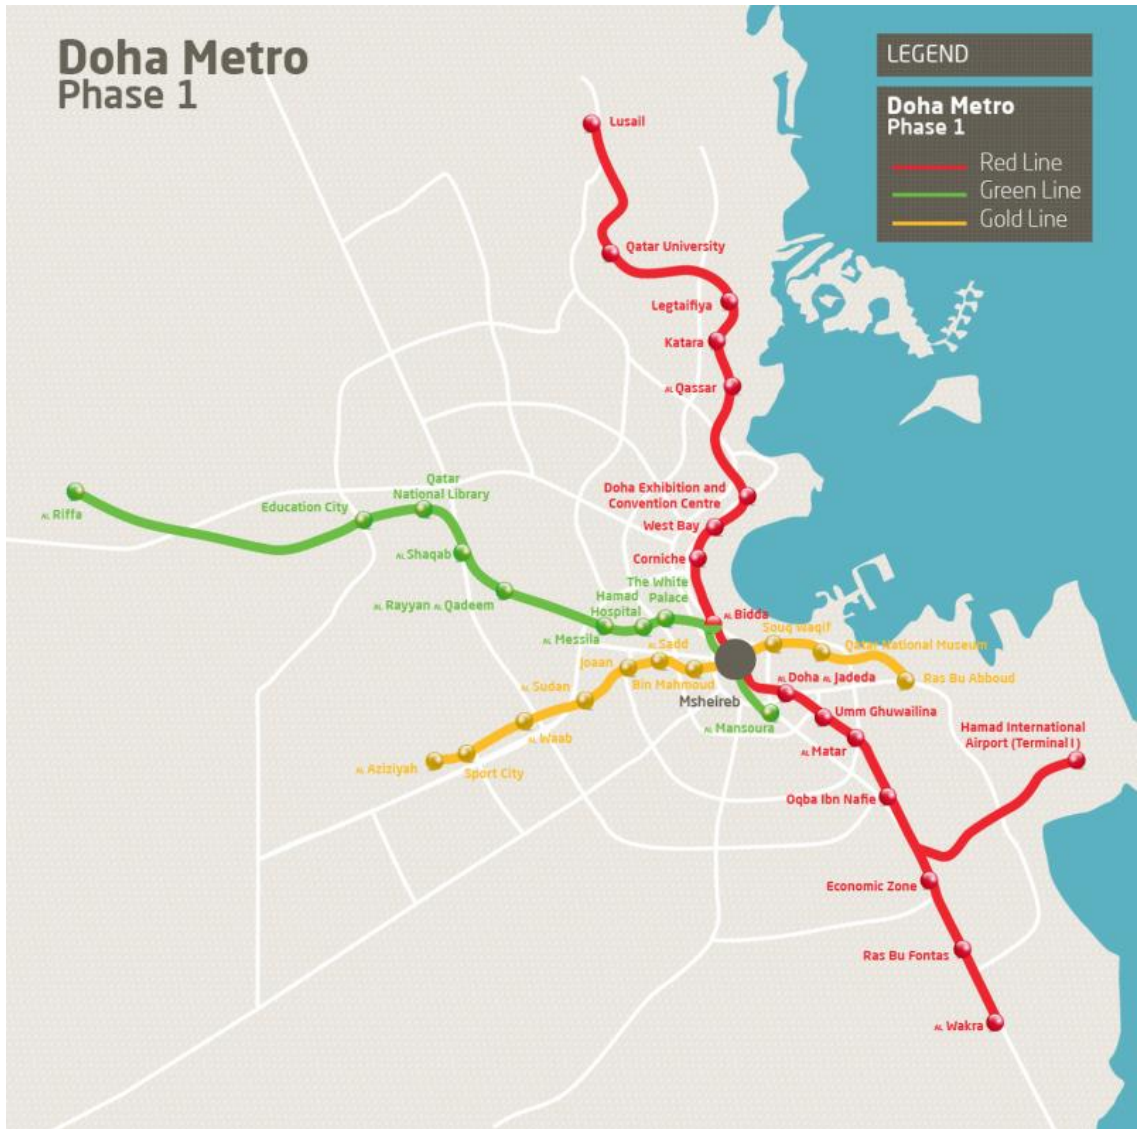 Doha Metro
Phase 1
LEGEND
Doha Metro
Phase 1
Red Line
Green Line
Gold Line
Lusail
Qatar University
Legtaifiya
Katara
AL Qassar
Doha Exhibition and
Convention Centre
West Bay
Corniche
AL Bidda
AL Riffa
Education City
Qatar
National Library
AL Shaqab
AL Rayyan AL Qadeem
AL Messila
Hamad
Hospital
The White
Palace
AL Mansoura
Msheireb
Souq Waqif
Qatar National Museum
Ras Bu Abboud
AL Sadd
Joaan
Bin Mahmoud
AL Sudan
AL Waab
Sport City
AL Aziziyah
AL Doha AL Jadeda
Umm Ghuwailina
AL Matar
Oqba Ibn Nafie
Hamad International
Airport (Terminal I)
Economic Zone
Ras Bu Fontas
AL Wakra